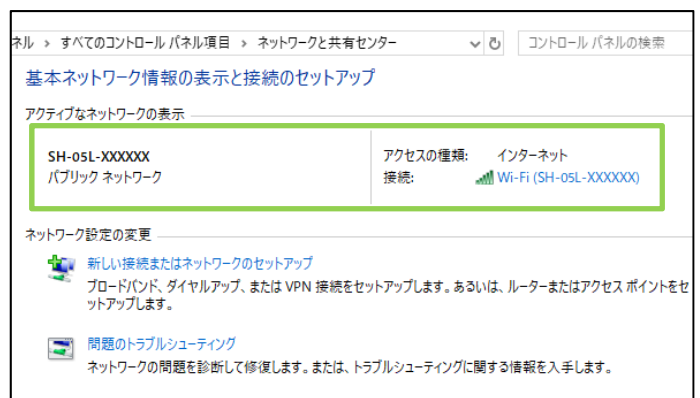 ネル › すべてのコントロール パネル項目 › ネットワークと共有センター
コントロール パネルの検索
基本ネットワーク情報の表示と接続のセットアップ
アクティブなネットワークの表示
SH-05L-XXXXXX
パブリック ネットワーク
アクセスの種類: インターネット
接続: Wi-Fi (SH-05L-XXXXXX)
ネットワーク設定の変更
新しい接続またはネットワークのセットアップ
ブロードバンド、ダイヤルアップ、または VPN 接続をセットアップします。あるいは、ルーターまたはアクセス ポイントをセ
ットアップします。
問題のトラブルシューティング
ネットワークの問題を診断して修復します。または、トラブルシューティングに関する情報を入手します。